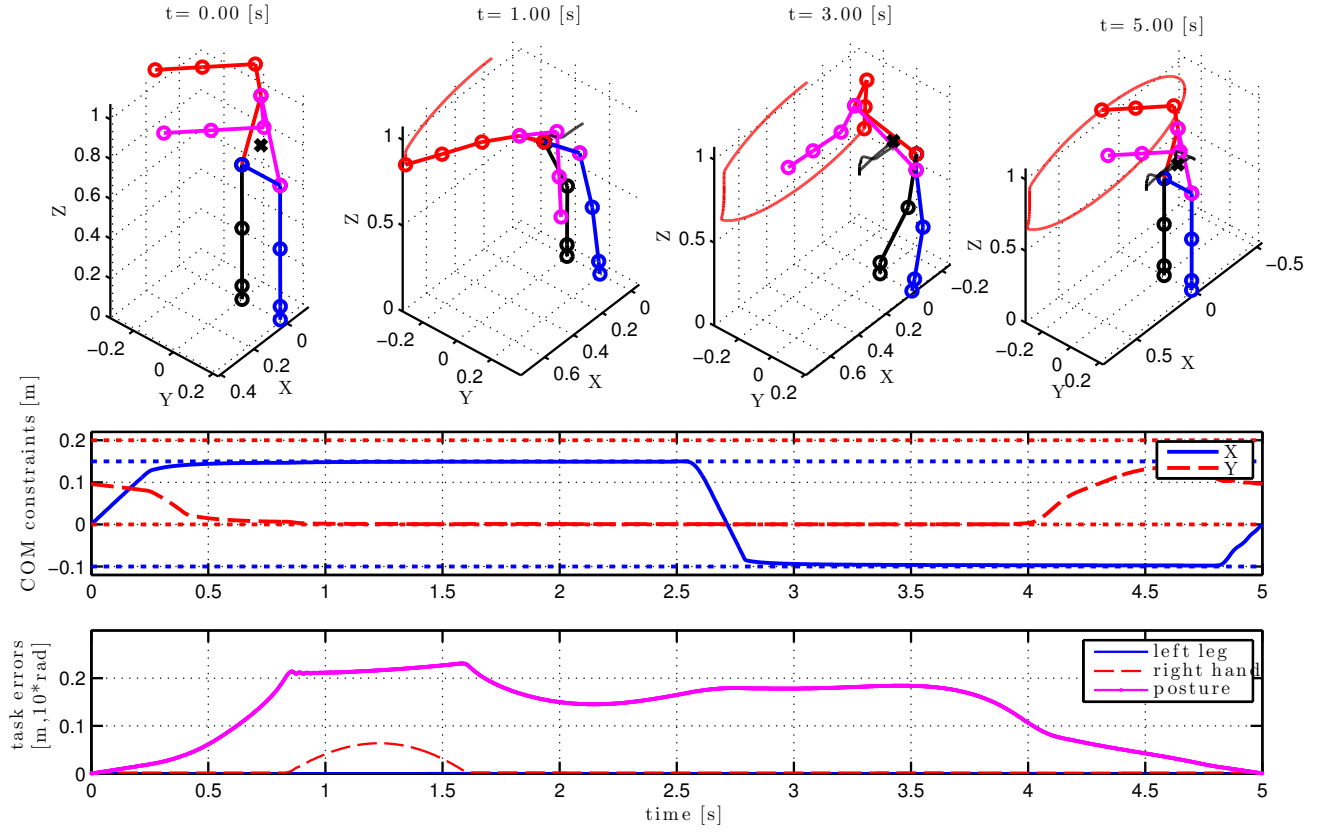 t= 0.00 [s]
t= 1.00 [s]
t= 3.00 [s]
t= 5.00 [s]
1
0.8
0.6
0.4
0.2
0
Z
−0.2
0
0.2
Y
0.4
0.2
0
X
1
0.5
0
Z
−0.2
0
0.2
Y
0.6
0.4
0.2
0
X
1
0.5
0
Z
−0.2
0
0.2
Y
0.6
0.4
0.2
0
−0.2
X
1
0.5
0
Z
−0.2
0
0.2
Y
0.5
0
−0.5
X
COM constraints [m]
0.2
0.1
0
−0.1
X
Y
0
0.5
1
1.5
2
2.5
3
3.5
4
4.5
5
task errors
[m,10*rad]
0.2
0.1
0
left leg
right hand
posture
0
0.5
1
1.5
2
2.5
3
3.5
4
4.5
5
time [s]